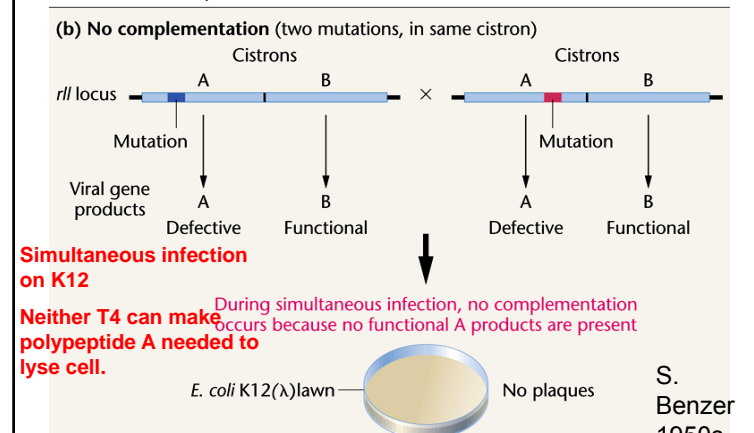 (b) No complementation (two mutations, in same cistron)
Cistrons
Cistrons
A
B
A
B
rII locus
×
Mutation
Mutation
Viral gene
products
A
B
A
B
Defective
Functional
Defective
Functional
Simultaneous infection
on K12
During simultaneous infection, no complementation
occurs because no functional A products are present
Neither T4 can make
polypeptide A needed to
lyse cell.
E. coli K12(λ)lawn
No plaques
S.
Benzer
1950s